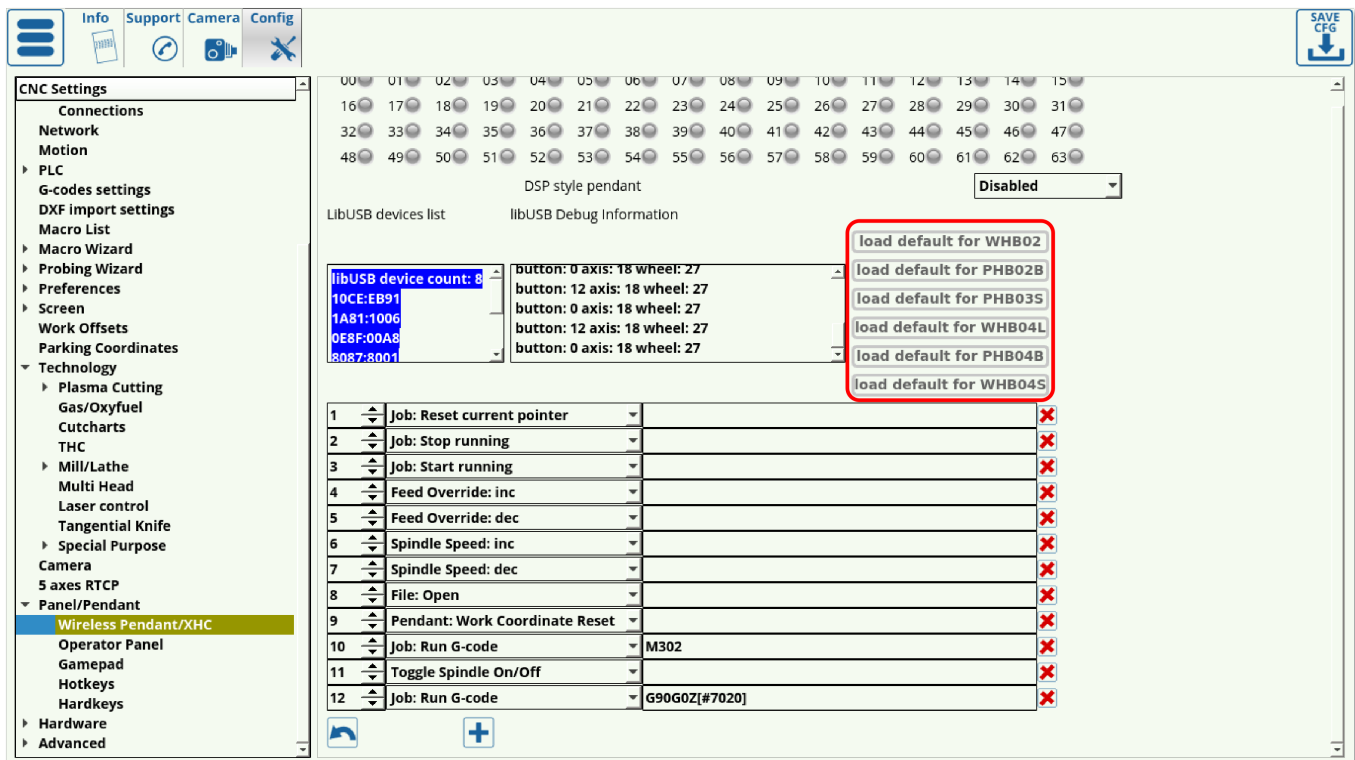 Info Support Camera Config
SAVE CFG
CNC Settings
Connections
Network
Motion
PLC
G-codes settings
DXF import settings
Macro List
Macro Wizard
Probing Wizard
Preferences
Screen
Work Offsets
Parking Coordinates
Technology
Plasma Cutting
Gas/Oxyfuel
Cutcharts
THC
Mill/Lathe
Multi Head
Laser control
Tangential Knife
Special Purpose
Camera
5 axes RTCP
Panel/Pendant
Wireless Pendant/XHC
Operator Panel
Gamepad
Hotkeys
Hardkeys
Hardware
Advanced
00 01 02 03 04 05 06 07 08 09 10 11 12 13 14 15
16 17 18 19 20 21 22 23 24 25 26 27 28 29 30 31
32 33 34 35 36 37 38 39 40 41 42 43 44 45 46 47
48 49 50 51 52 53 54 55 56 57 58 59 60 61 62 63
DSP style pendant Disabled
LibUSB devices list libUSB Debug Information
libUSB device count: 8
10CE:EB91
1A81:1006
0E8F:00A8
8087:8001
button: 0 axis: 18 wheel: 27
button: 12 axis: 18 wheel: 27
button: 0 axis: 18 wheel: 27
button: 12 axis: 18 wheel: 27
button: 0 axis: 18 wheel: 27
load default for WHB02
load default for PHB02B
load default for PHB03S
load default for WHB04L
load default for PHB04B
load default for WHB04S
1 Job: Reset current pointer
2 Job: Stop running
3 Job: Start running
4 Feed Override: inc
5 Feed Override: dec
6 Spindle Speed: inc
7 Spindle Speed: dec
8 File: Open
9 Pendant: Work Coordinate Reset
10 Job: Run G-code M302
11 Toggle Spindle On/Off
12 Job: Run G-code G90G0Z[#7020]